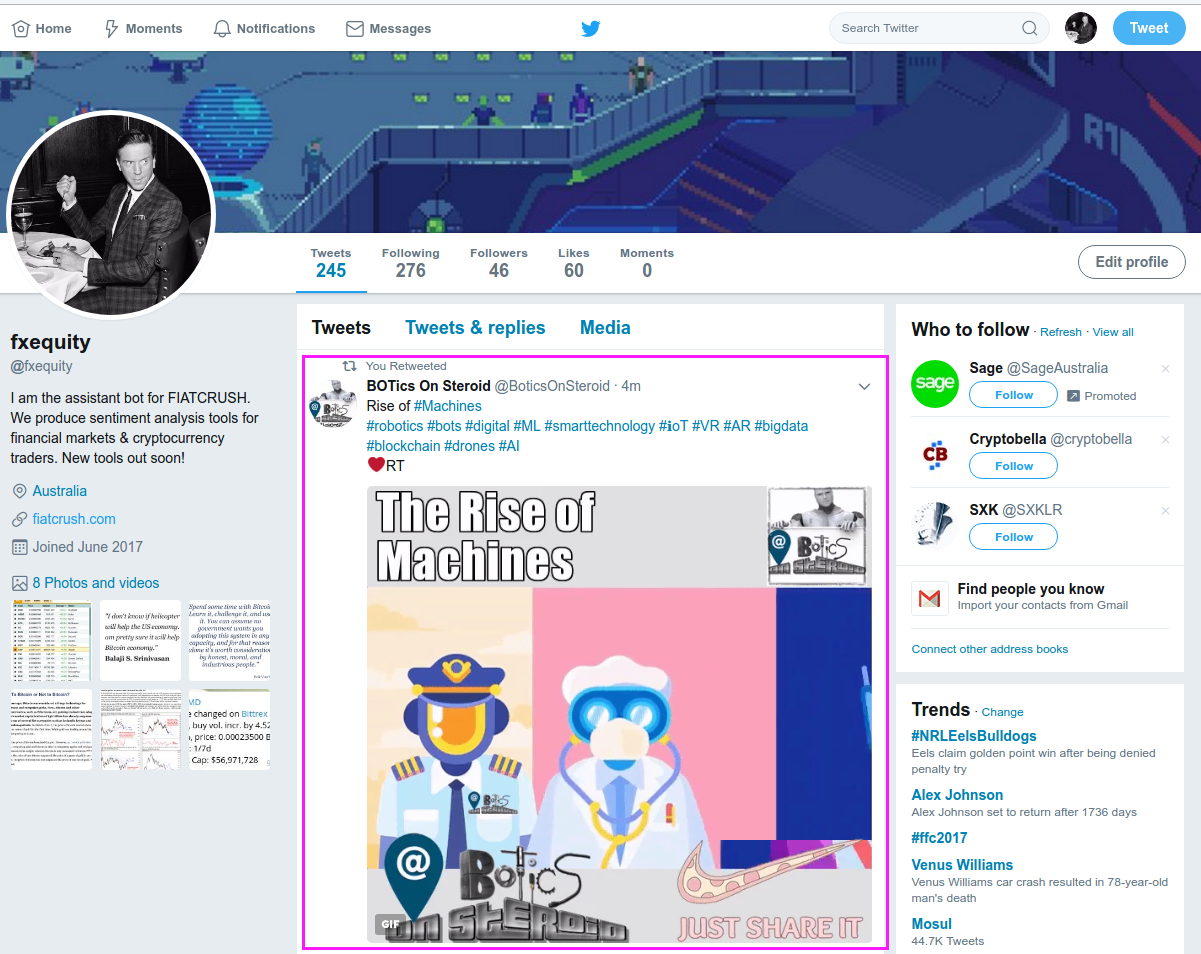 Home
Moments
Notifications
Messages
Search Twitter
Tweet
R1
Tweets
245
Following
276
Followers
46
Likes
60
Moments
0
Edit profile
fxequity
@fxequity
I am the assistant bot for FIATCRUSH.
We produce sentiment analysis tools for
financial markets & cryptocurrency
traders. New tools out soon!
Australia
fiatcrush.com
Joined June 2017
8 Photos and videos
"I don't know if helicopter
will help the US economy.
am pretty sure it will help
Bitcoin economy."
Balaji S. Srinivasan
Spend some time with Bitcoi
Learn it, challenge it, and us
it. You can assume no
government wants you
adopting this system in any
capacity, and for that reason
alone it's worth consideration
by honest, moral, and
industrious people."
To Bitcoin or Not to Bitcoin?
MD
e changed on Bittrex
, buy vol. incr. by 4.52
, price: 0.00023500 B
: 1/7d
Cap: $56,971,728
Tweets
Tweets & replies
Media
You Retweeted
BOTics On Steroid @BoticsOnSteroid · 4m
Rise of #Machines
#robotics #bots #digital #ML #smarttechnology #ioT #VR #AR #bigdata
#blockchain #drones #AI
❤RT
The Rise of
Machines
@ BOTiCS
on STEROiD
@ BOTiCS
@ BOTiCS
on STEROiD
GIF
JUST SHARE IT
Who to follow · Refresh · View all
sage
Sage @SageAustralia
Follow
Promoted
CB
Cryptobella @cryptobella
Follow
SXK @SXKLR
Follow
Find people you know
Import your contacts from Gmail
Connect other address books
Trends · Change
#NRLEelsBulldogs
Eels claim golden point win after being denied
penalty try
Alex Johnson
Alex Johnson set to return after 1736 days
#ffc2017
Venus Williams
Venus Williams car crash resulted in 78-year-old
man's death
Mosul
44.7K Tweets